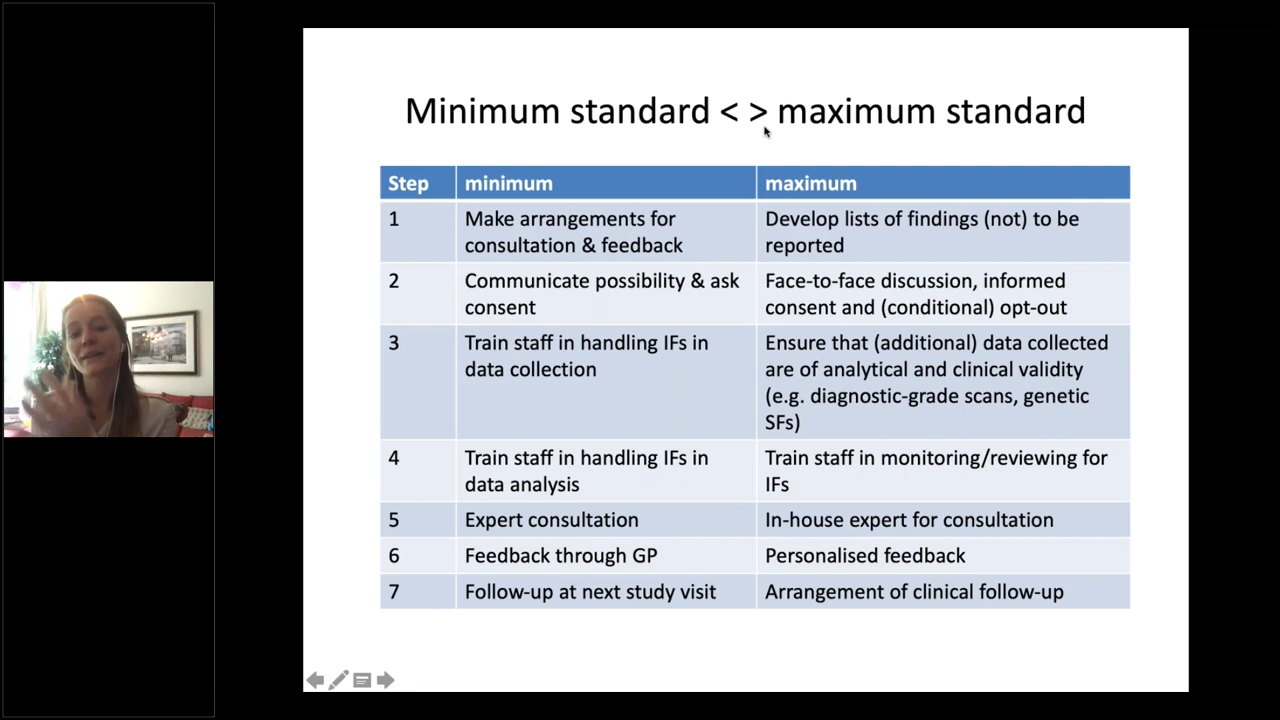 Minimum standard < > maximum standard
Step minimum maximum
1 Make arrangements for consultation & feedback Develop lists of findings (not) to be reported
2 Communicate possibility & ask consent Face-to-face discussion, informed consent and (conditional) opt-out
3 Train staff in handling IFs in data collection Ensure that (additional) data collected are of analytical and clinical validity (e.g. diagnostic-grade scans, genetic SFs)
4 Train staff in handling IFs in data analysis Train staff in monitoring/reviewing for IFs
5 Expert consultation In-house expert for consultation
6 Feedback through GP Personalised feedback
7 Follow-up at next study visit Arrangement of clinical follow-up